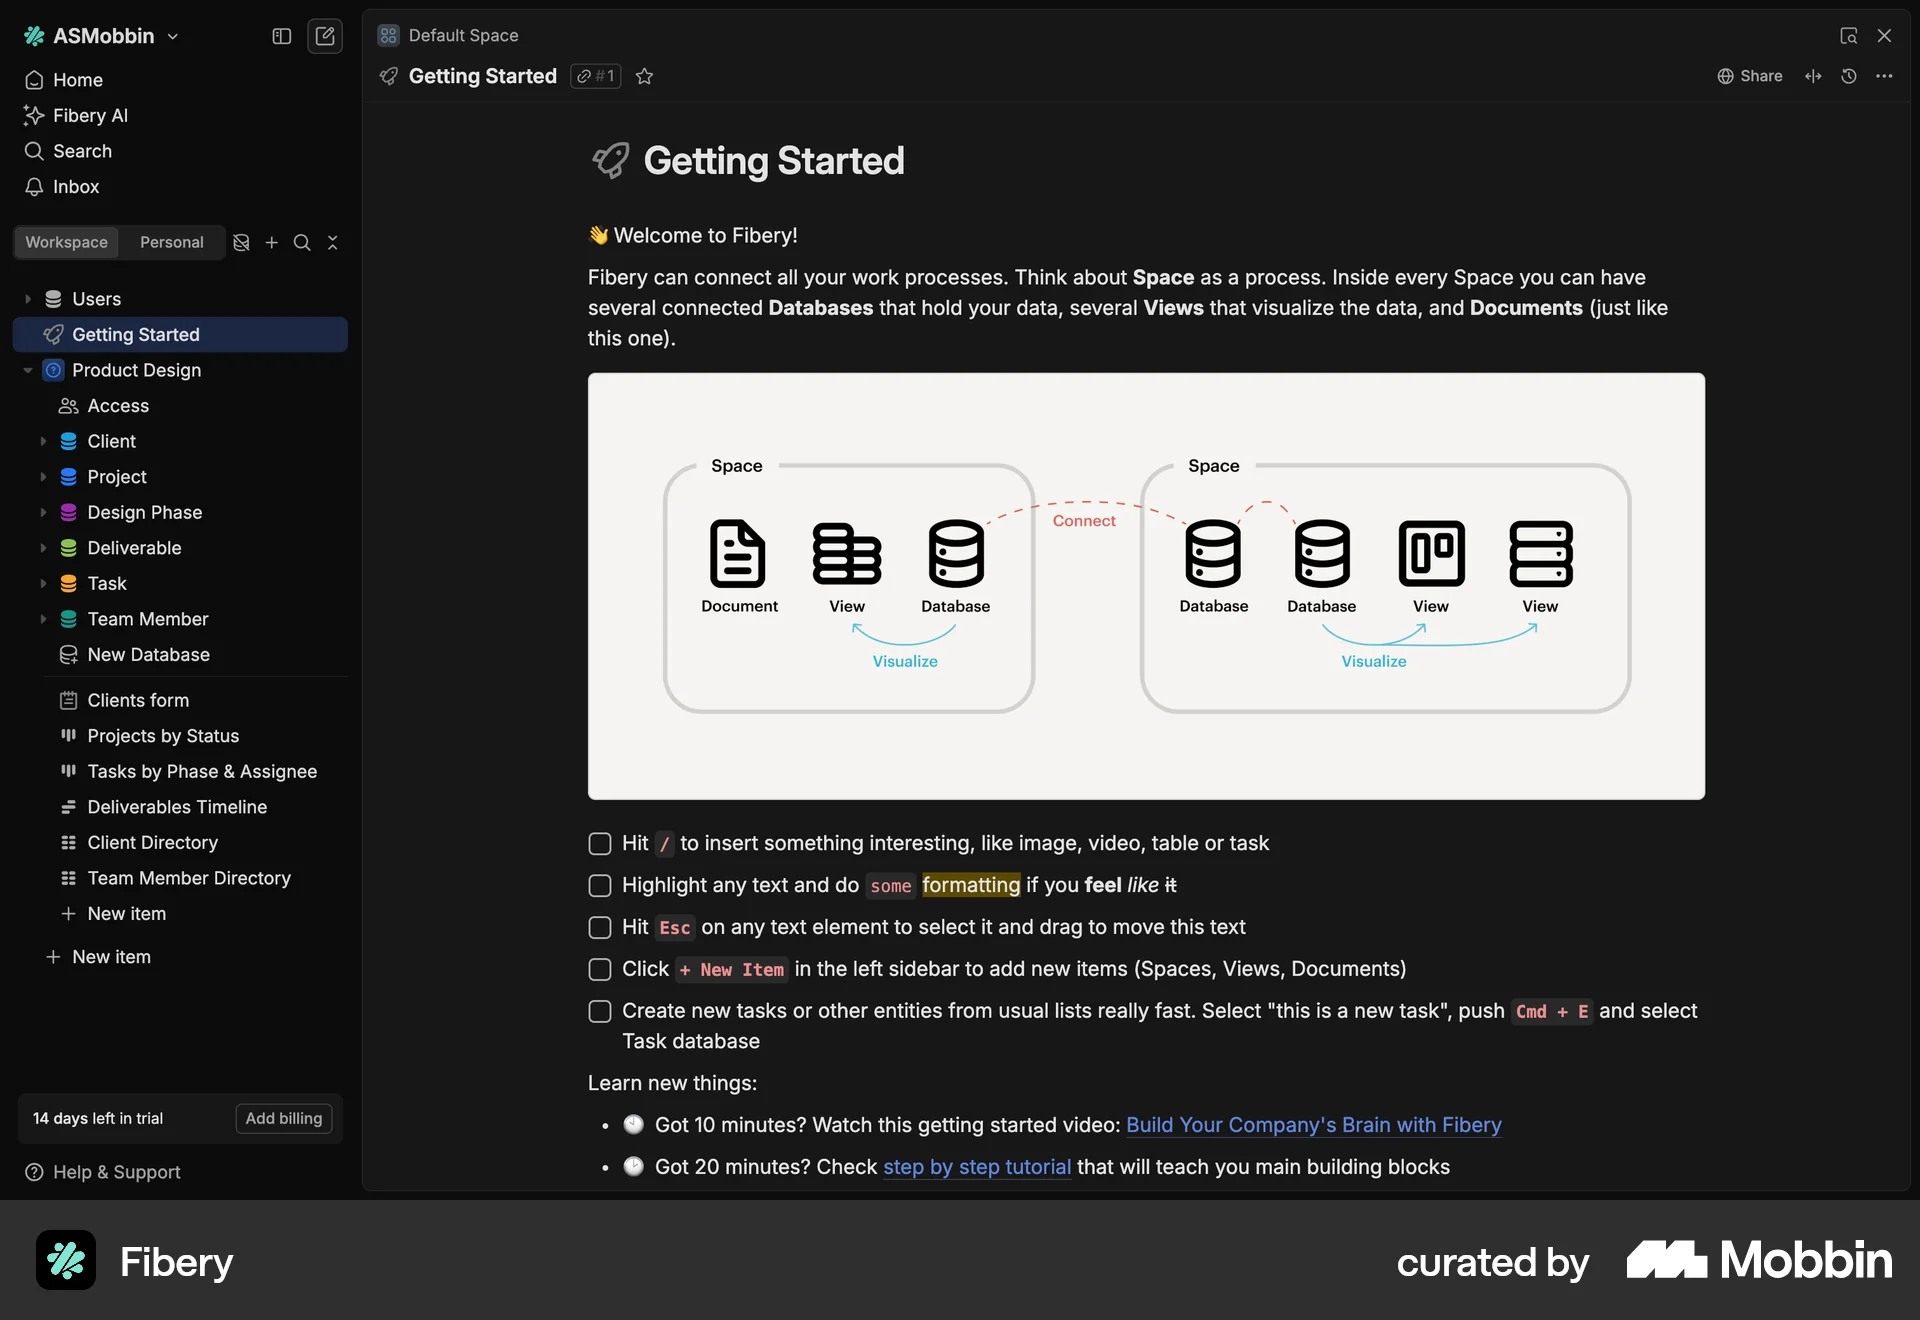 ASMobbin
Home
Fibery AI
Search
Inbox
Workspace
Personal
Users
Getting Started
Product Design
Access
Client
Project
Design Phase
Deliverable
Task
Team Member
New Database
Clients form
Projects by Status
Tasks by Phase & Assignee
Deliverables Timeline
Client Directory
Team Member Directory
New item
New item
14 days left in trial
Add billing
Help & Support
Default Space
Getting Started
#1
Share
Getting Started
👋 Welcome to Fibery!
Fibery can connect all your work processes. Think about Space as a process. Inside every Space you can have
several connected Databases that hold your data, several Views that visualize the data, and Documents (just like
this one).
Space
Document
View
Database
Visualize
Connect
Space
Database
Database
View
View
Visualize
Hit / to insert something interesting, like image, video, table or task
Highlight any text and do some formatting if you feel like it
Hit Esc on any text element to select it and drag to move this text
Click + New Item in the left sidebar to add new items (Spaces, Views, Documents)
Create new tasks or other entities from usual lists really fast. Select "this is a new task", push Cmd + E and select
Task database
Learn new things:
• 🕙 Got 10 minutes? Watch this getting started video: Build Your Company's Brain with Fibery
• 🕑 Got 20 minutes? Check step by step tutorial that will teach you main building blocks
Fibery
curated by Mobbin